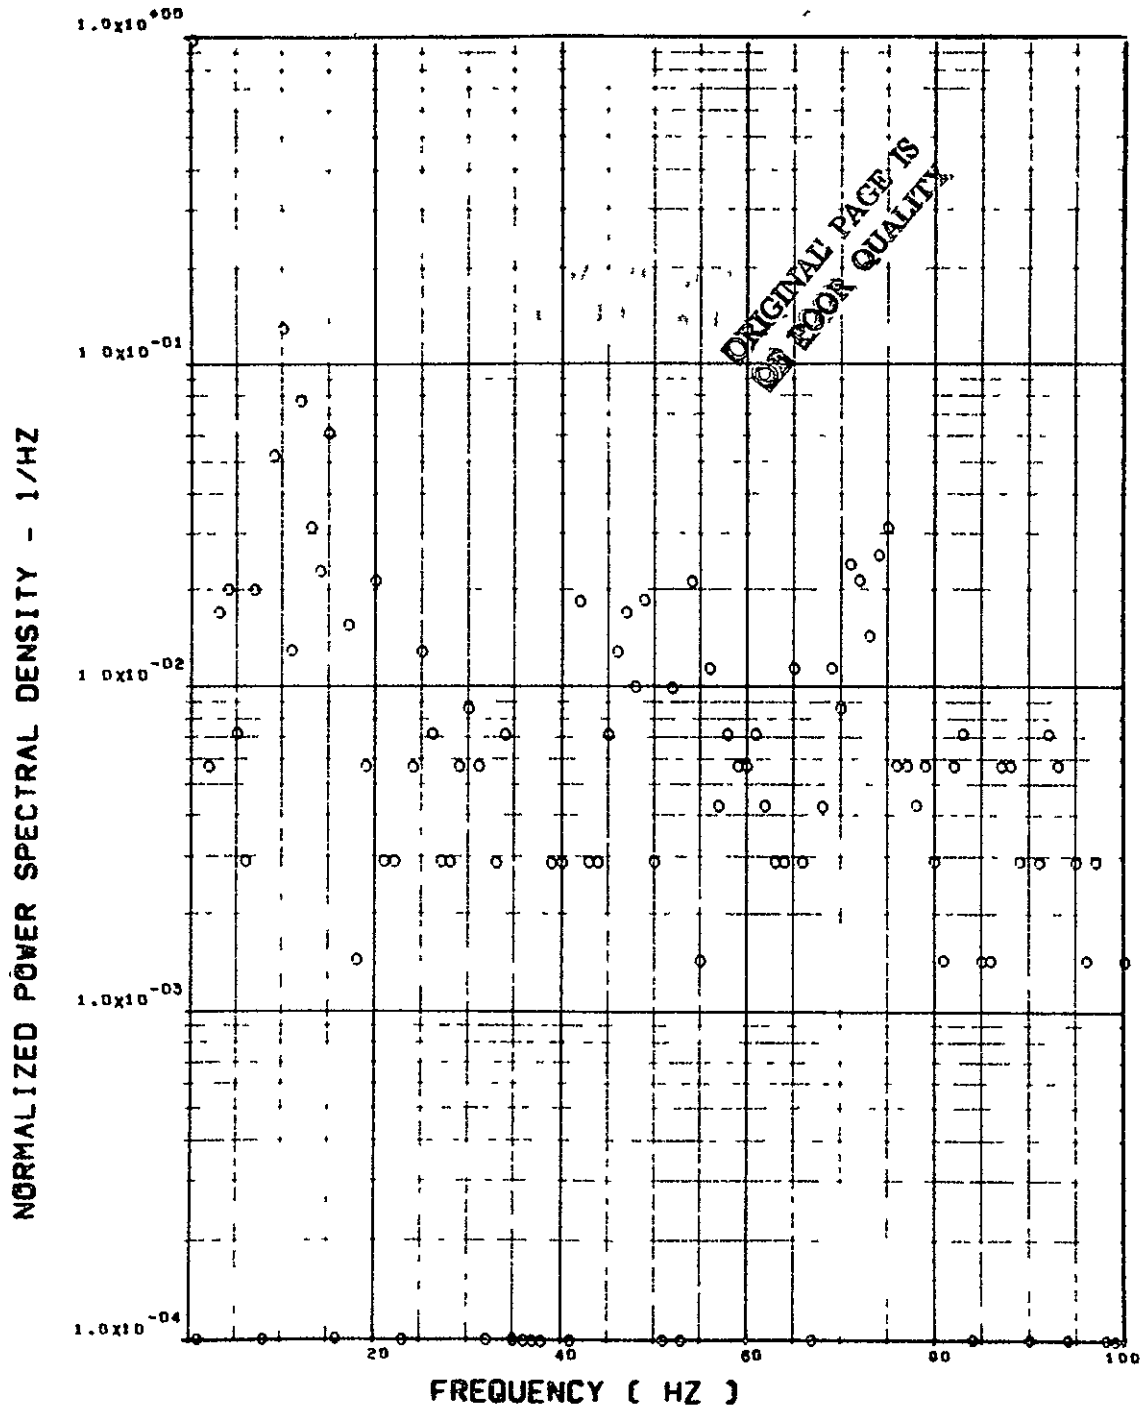 1.0x10+00
ORIGINAL PAGE IS
OF POOR QUALITY
1 0x10-01
1 0x10-02
1.0x10-03
1.0x10-04
NORMALIZED POWER SPECTRAL DENSITY - 1/HZ
20
40
60
80
100
FREQUENCY ( HZ )